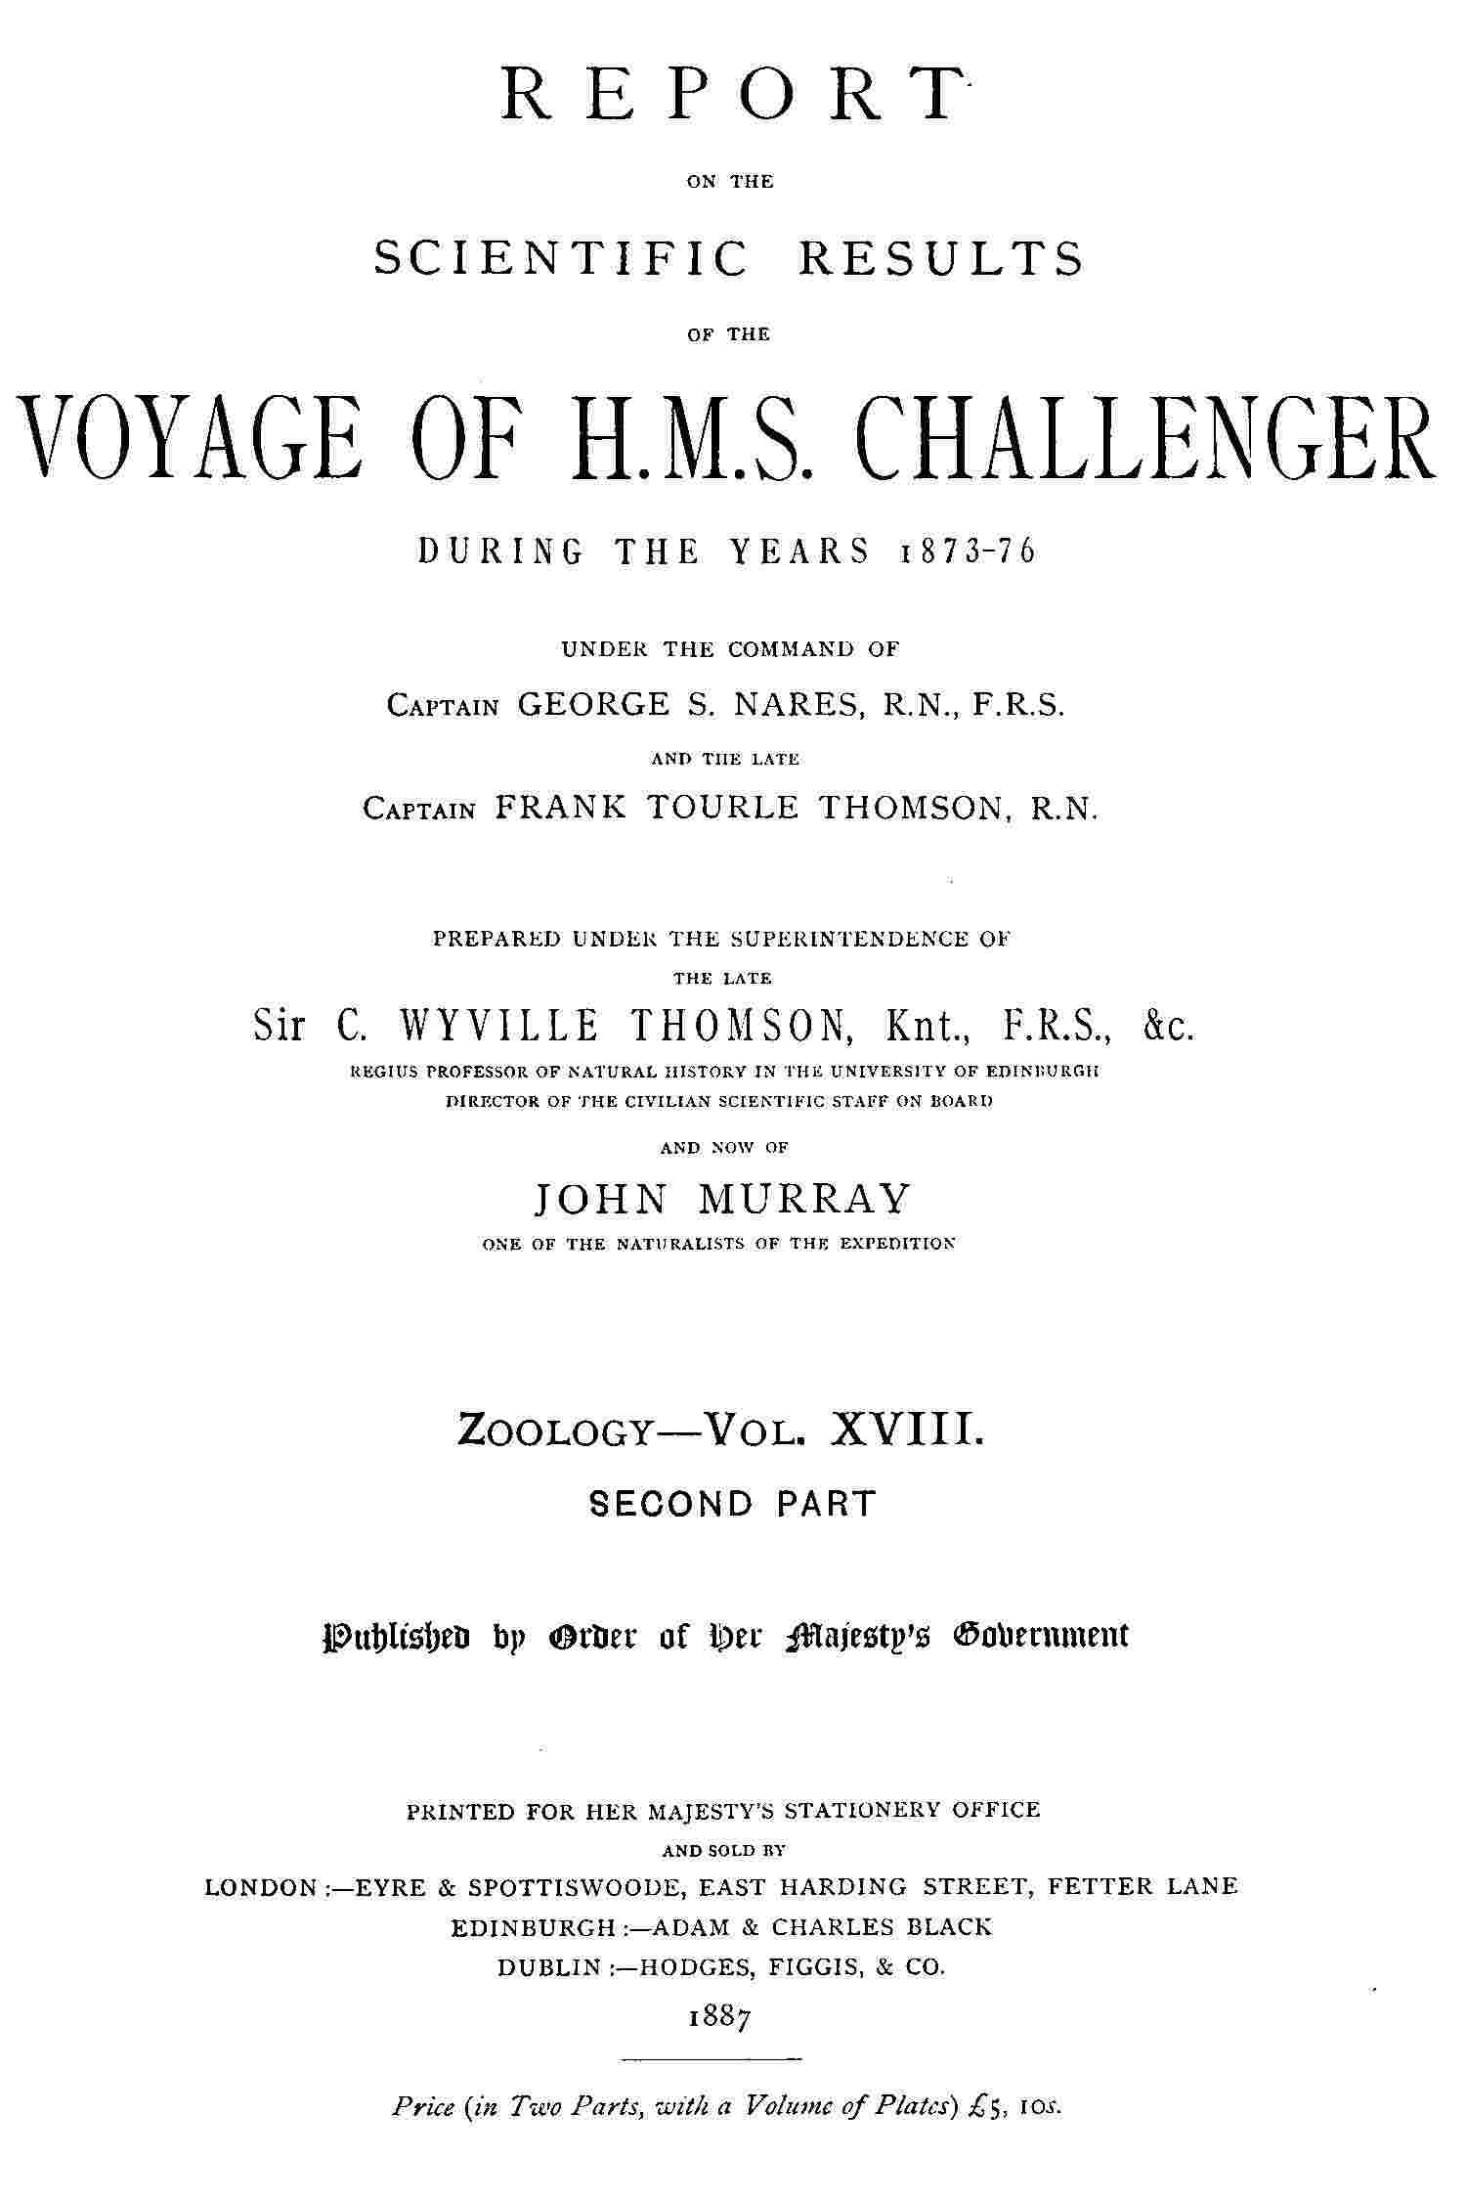 REPORT
ON THE
SCIENTIFIC RESULTS
OF THE
VOYAGE OF H.M.S. CHALLENGER
DURING THE YEARS 1873-76
UNDER THE COMMAND OF
CAPTAIN GEORGE S. NARES, R.N., F.R.S.
AND THE LATE
CAPTAIN FRANK TOURLE THOMSON, R.N.
PREPARED UNDER THE SUPERINTENDENCE OF
THE LATE
Sir C. WYVILLE THOMSON, Knt., F.R.S., &c.
REGIUS PROFESSOR OF NATURAL HISTORY IN THE UNIVERSITY OF EDINBURGH
DIRECTOR OF THE CIVILIAN SCIENTIFIC STAFF ON BOARD
AND NOW OF
JOHN MURRAY
ONE OF THE NATURALISTS OF THE EXPEDITION
ZOOLOGY—VOL. XVIII.
SECOND PART
Published by Order of Her Majesty's Government
PRINTED FOR HER MAJESTY'S STATIONERY OFFICE
AND SOLD BY
LONDON :—EYRE & SPOTTISWOODE, EAST HARDING STREET, FETTER LANE
EDINBURGH :—ADAM & CHARLES BLACK
DUBLIN :—HODGES, FIGGIS, & CO.
1887
Price (in Two Parts, with a Volume of Plates) £5, 10s.